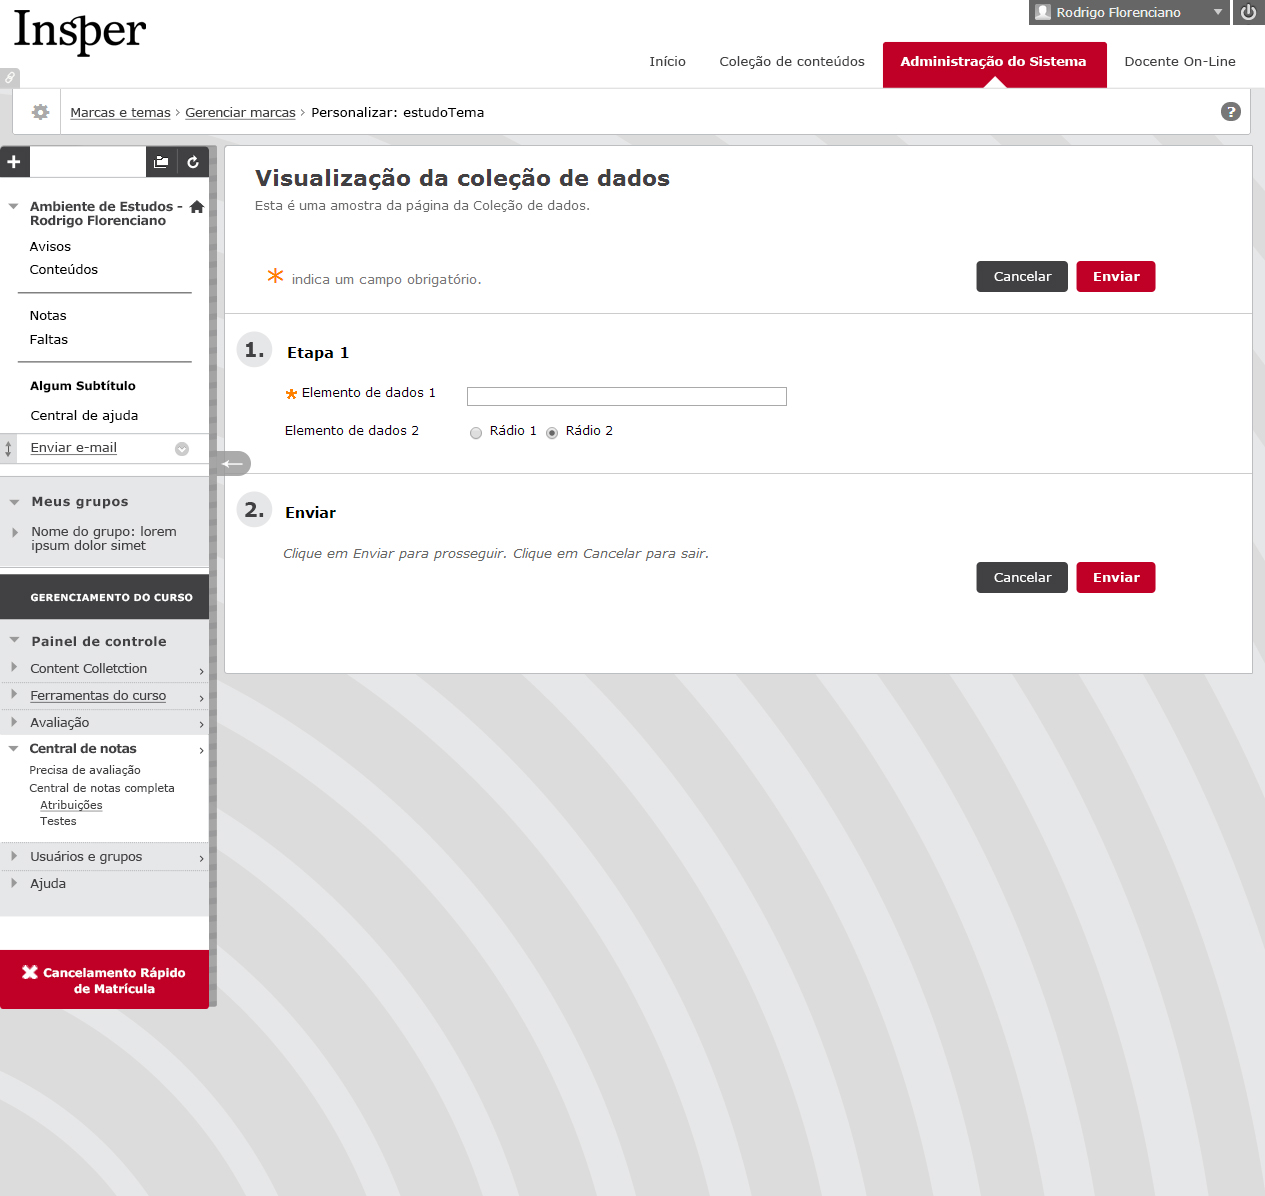 Insper
Rodrigo Florenciano
Início
Coleção de conteúdos
Administração do Sistema
Docente On-Line
Marcas e temas › Gerenciar marcas › Personalizar: estudoTema
?
Ambiente de Estudos -
Rodrigo Florenciano
Avisos
Conteúdos
Notas
Faltas
Algum Subtítulo
Central de ajuda
Enviar e-mail
Meus grupos
Nome do grupo: lorem
ipsum dolor simet
GERENCIAMENTO DO CURSO
Painel de controle
Content Colletction
Ferramentas do curso
Avaliação
Central de notas
Precisa de avaliação
Central de notas completa
Atribuições
Testes
Usuários e grupos
Ajuda
Cancelamento Rápido
de Matrícula
Visualização da coleção de dados
Esta é uma amostra da página da Coleção de dados.
* indica um campo obrigatório.
Cancelar
Enviar
1. Etapa 1
* Elemento de dados 1
Elemento de dados 2
Rádio 1
Rádio 2
2. Enviar
Clique em Enviar para prosseguir. Clique em Cancelar para sair.
Cancelar
Enviar